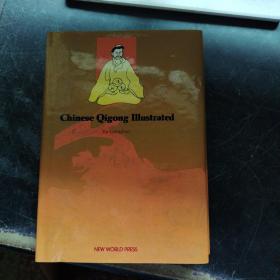 Chinese Qigong Illustrated
NEW WORLD PRESS